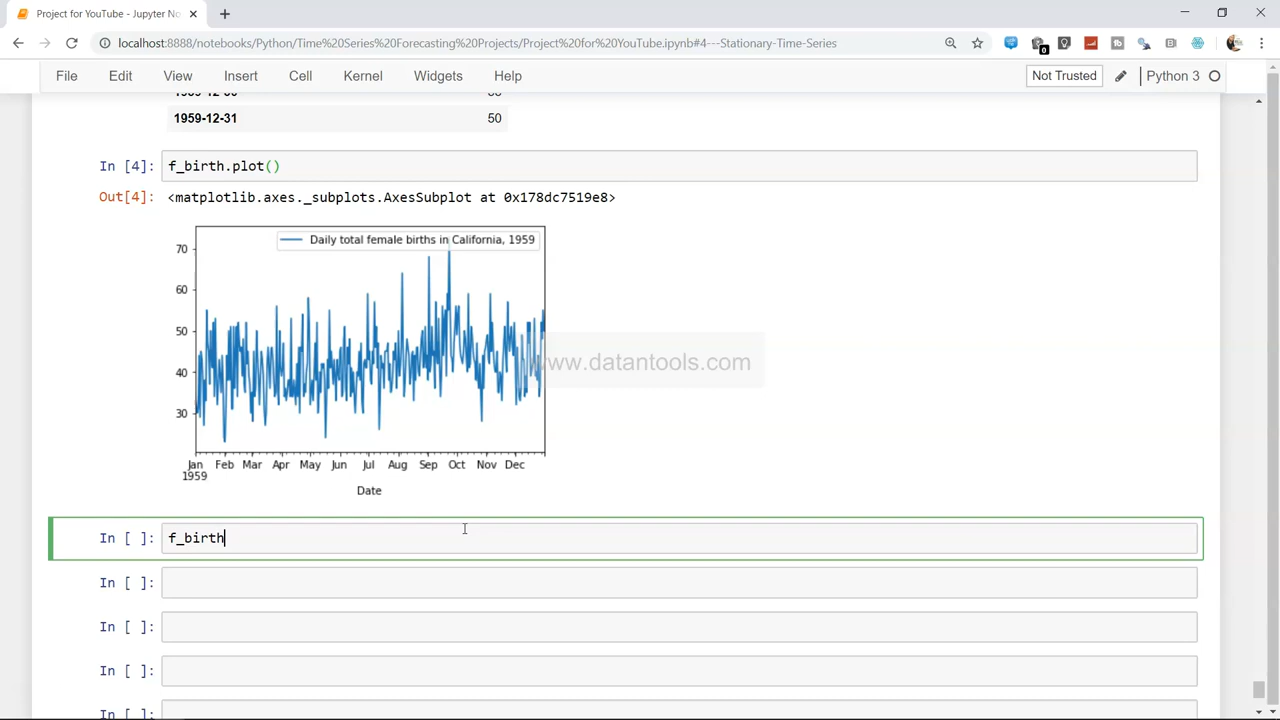 Project for YouTube - Jupyter No
localhost:8888/notebooks/Python/Time%20Series%20Forecasting%20Projects/Project%20for%20YouTube.ipynb#4---Stationary-Time-Series
File Edit View Insert Cell Kernel Widgets Help Not Trusted Python 3
1959-12-31 50
In [4]: f_birth.plot()
Out[4]: <matplotlib.axes._subplots.AxesSubplot at 0x178dc7519e8>
Daily total female births in California, 1959
70
60
50
40
30
Jan Feb Mar Apr May Jun Jul Aug Sep Oct Nov Dec
1959
Date
www.datantools.com
In [ ]: f_birth
In [ ]:
In [ ]:
In [ ]:
In [ ]: